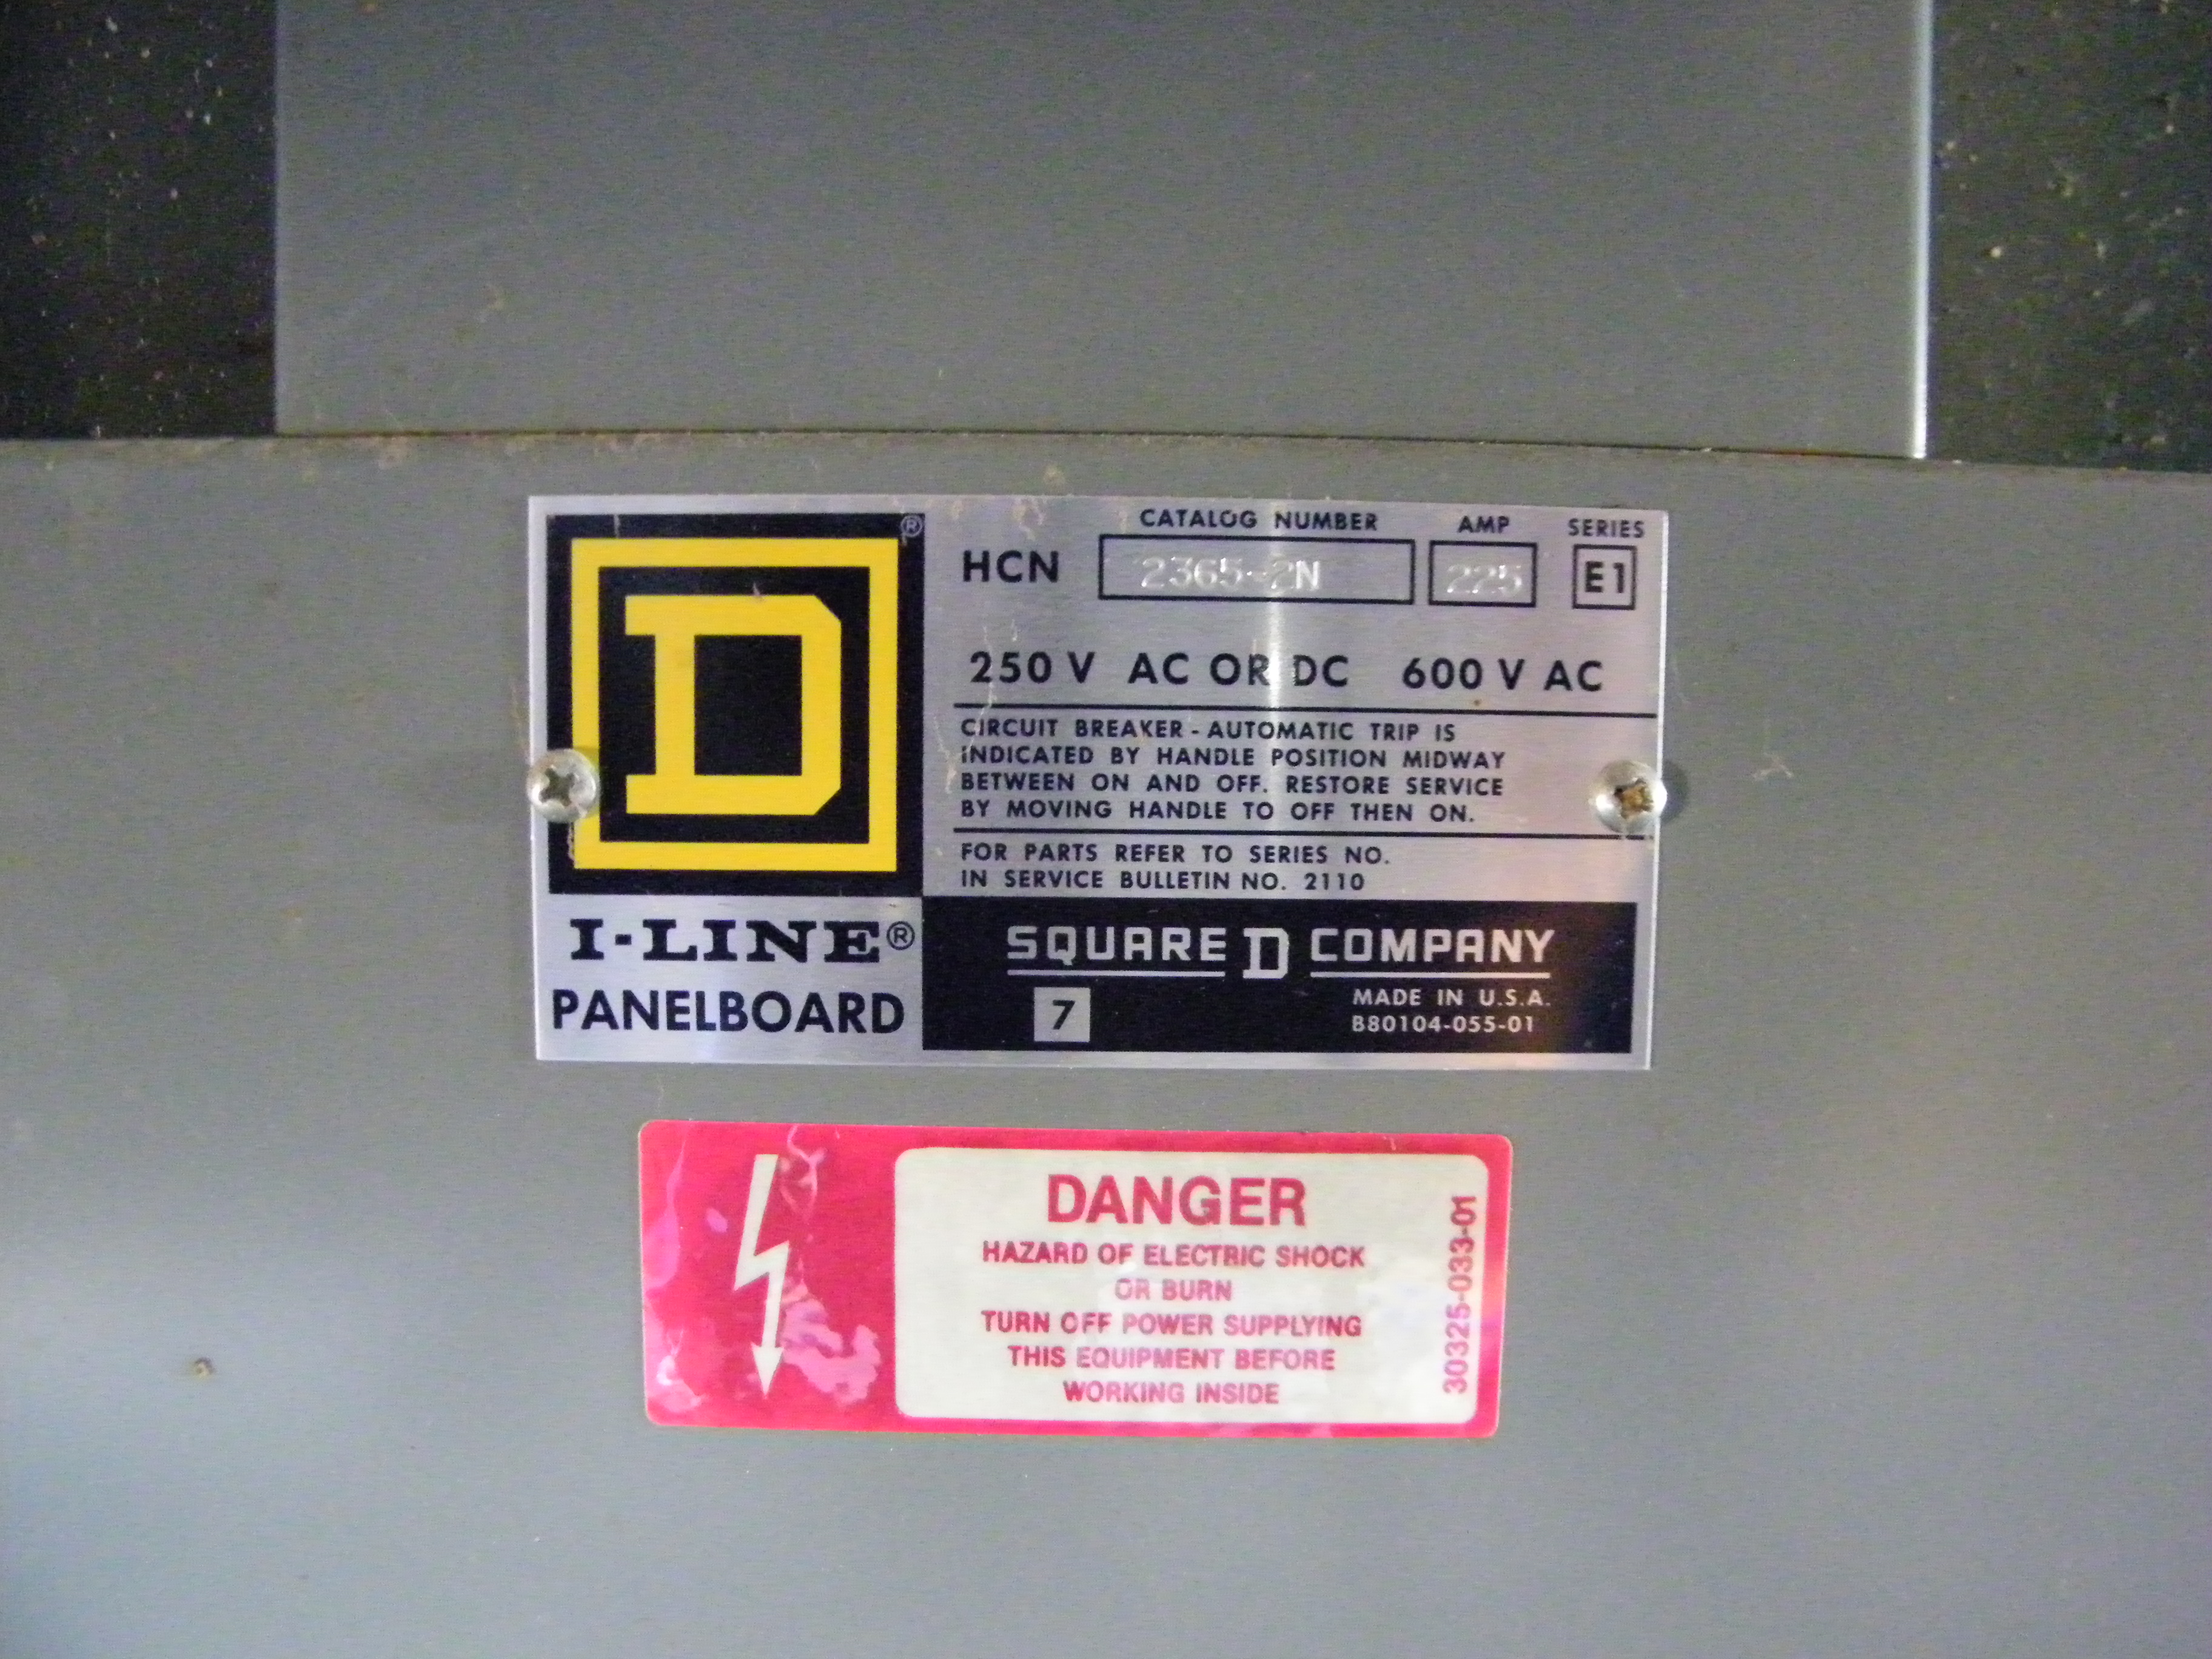 D ®
CATALOG NUMBER AMP SERIES
HCN 2365-2N 225 E1
250 V AC OR DC 600 V AC
CIRCUIT BREAKER - AUTOMATIC TRIP IS
INDICATED BY HANDLE POSITION MIDWAY
BETWEEN ON AND OFF. RESTORE SERVICE
BY MOVING HANDLE TO OFF THEN ON.
FOR PARTS REFER TO SERIES NO.
IN SERVICE BULLETIN NO. 2110
I-LINE®
PANELBOARD
SQUARE D COMPANY
7
MADE IN U.S.A.
B80104-055-01
DANGER
HAZARD OF ELECTRIC SHOCK
OR BURN
TURN OFF POWER SUPPLYING
THIS EQUIPMENT BEFORE
WORKING INSIDE
30325-033-01